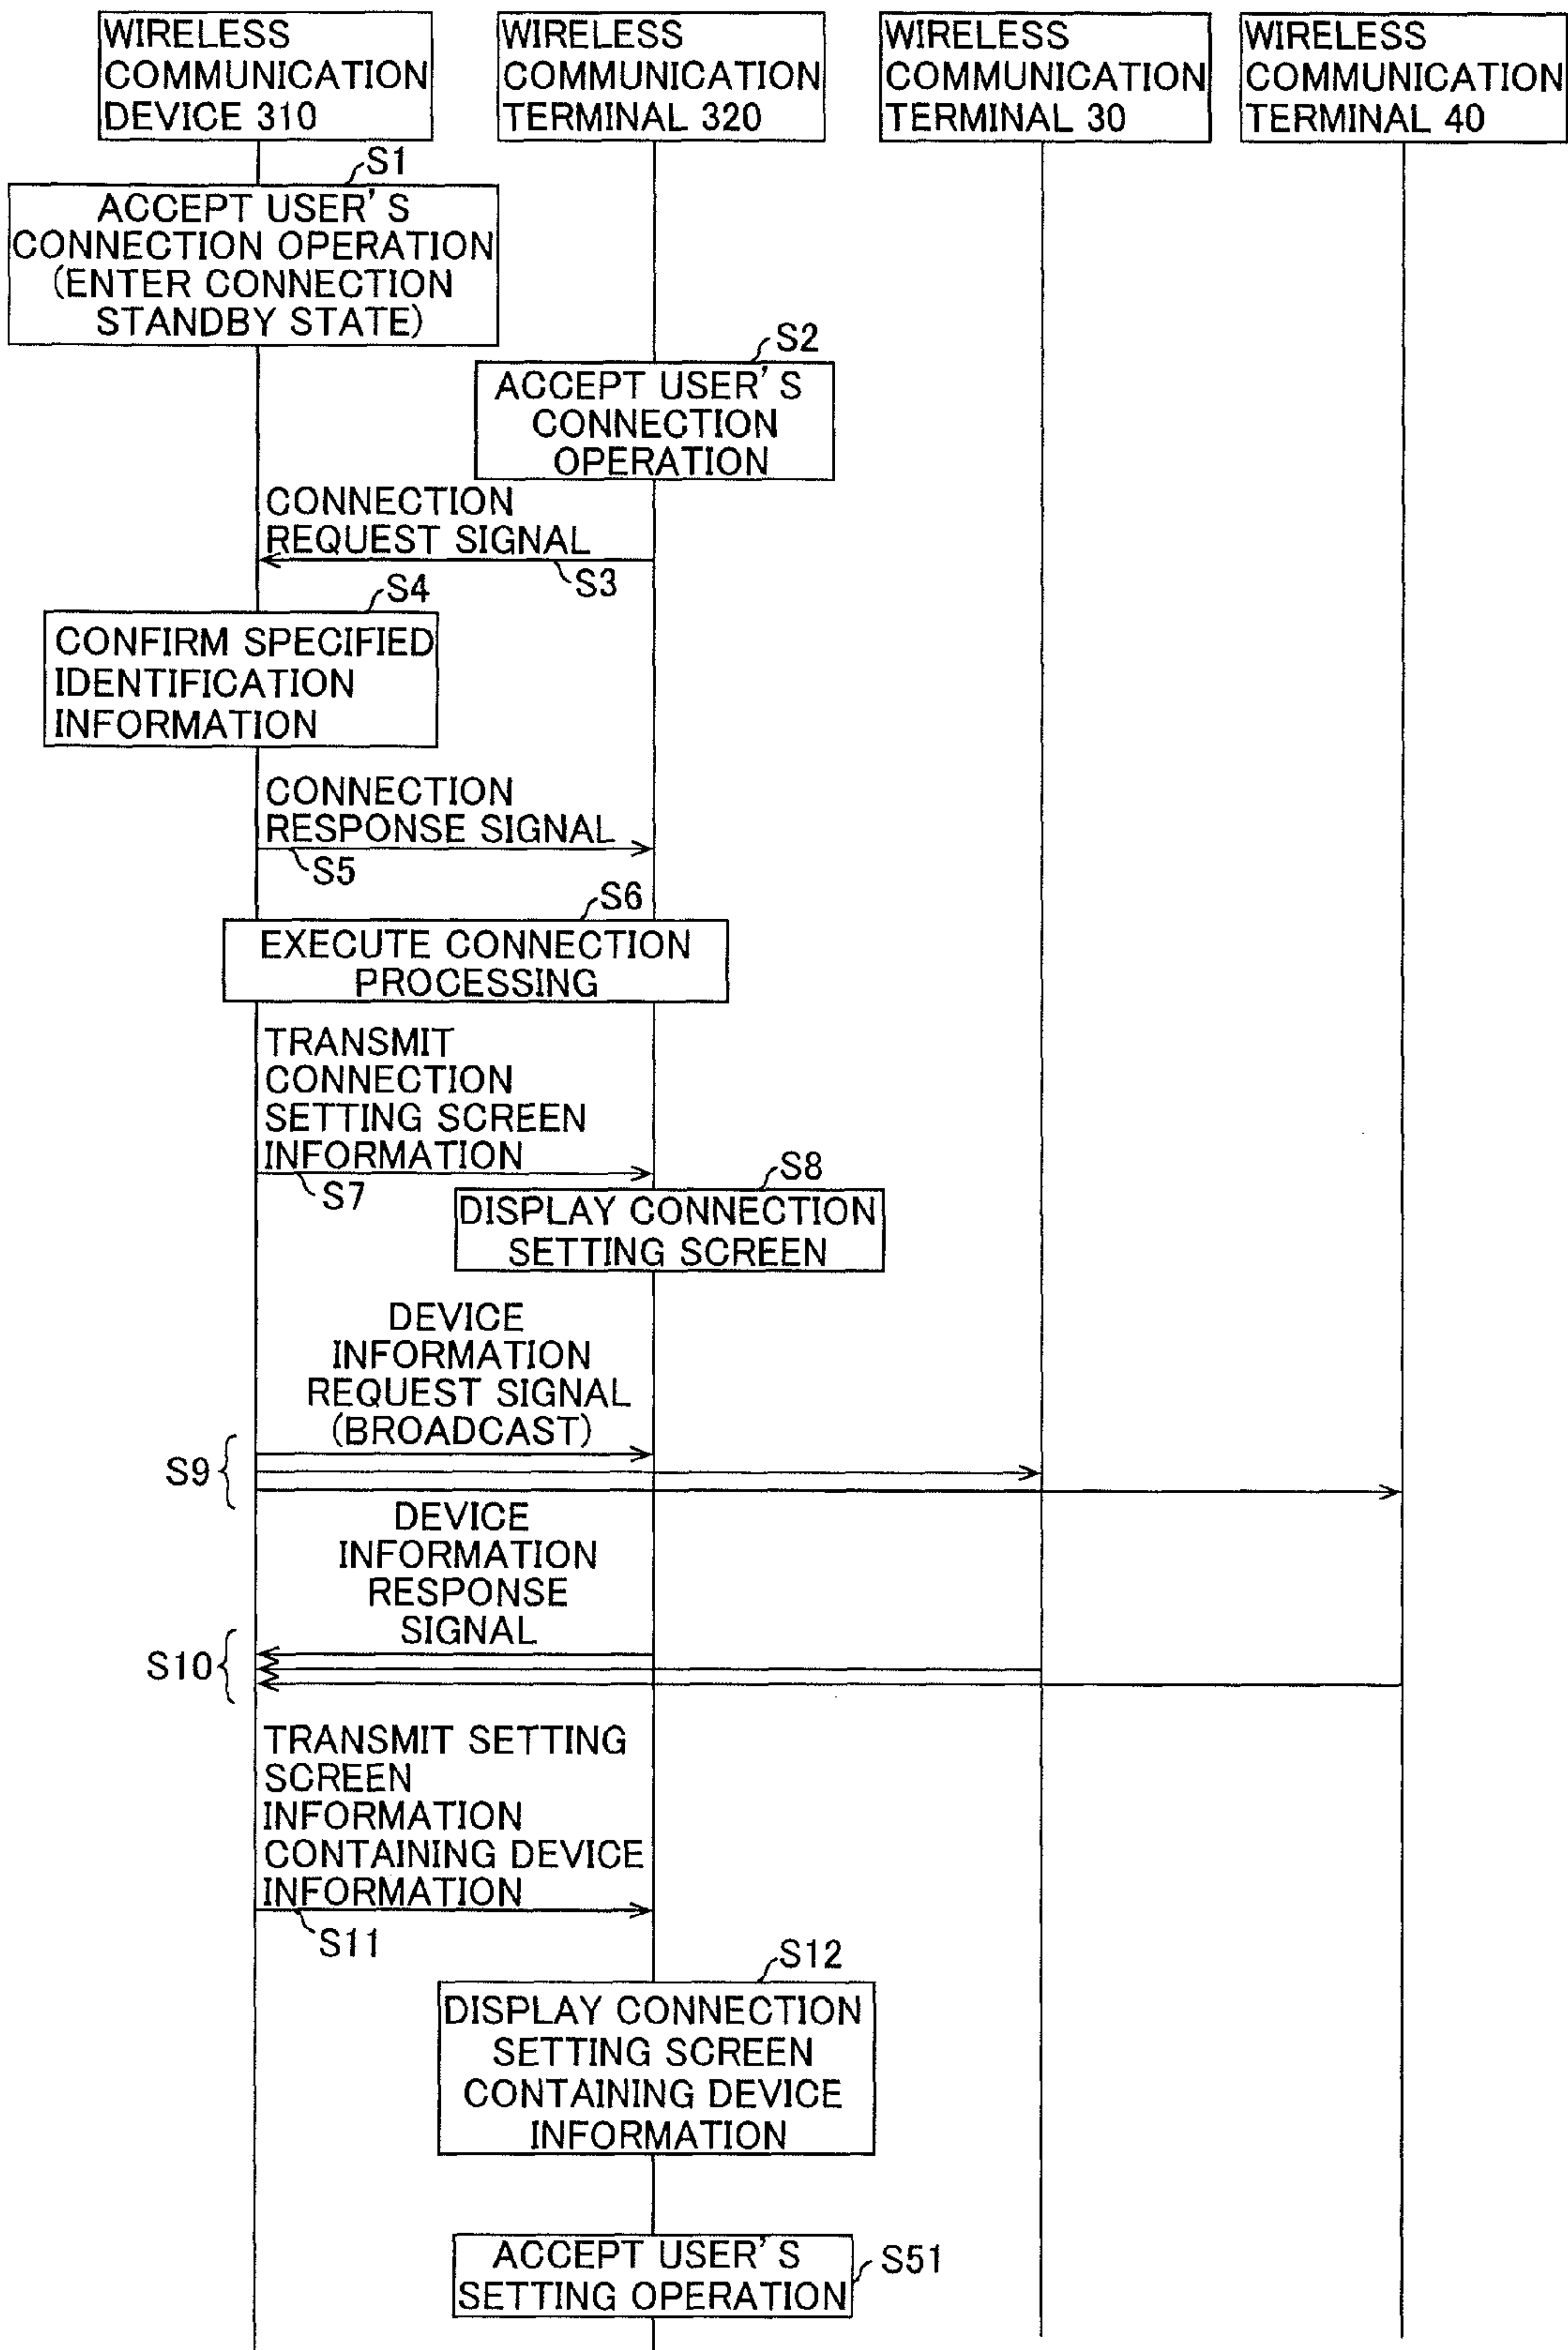 WIRELESS
COMMUNICATION
DEVICE 310
WIRELESS
COMMUNICATION
TERMINAL 320
WIRELESS
COMMUNICATION
TERMINAL 30
WIRELESS
COMMUNICATION
TERMINAL 40
S1
ACCEPT USER'S
CONNECTION OPERATION
(ENTER CONNECTION
STANDBY STATE)
S2
ACCEPT USER'S
CONNECTION
OPERATION
CONNECTION
REQUEST SIGNAL
S3
S4
CONFIRM SPECIFIED
IDENTIFICATION
INFORMATION
CONNECTION
RESPONSE SIGNAL
S5
S6
EXECUTE CONNECTION
PROCESSING
TRANSMIT
CONNECTION
SETTING SCREEN
INFORMATION
S7
S8
DISPLAY CONNECTION
SETTING SCREEN
DEVICE
INFORMATION
REQUEST SIGNAL
(BROADCAST)
S9
DEVICE
INFORMATION
RESPONSE
SIGNAL
S10
TRANSMIT SETTING
SCREEN
INFORMATION
CONTAINING DEVICE
INFORMATION
S11
S12
DISPLAY CONNECTION
SETTING SCREEN
CONTAINING DEVICE
INFORMATION
ACCEPT USER'S
SETTING OPERATION
S51